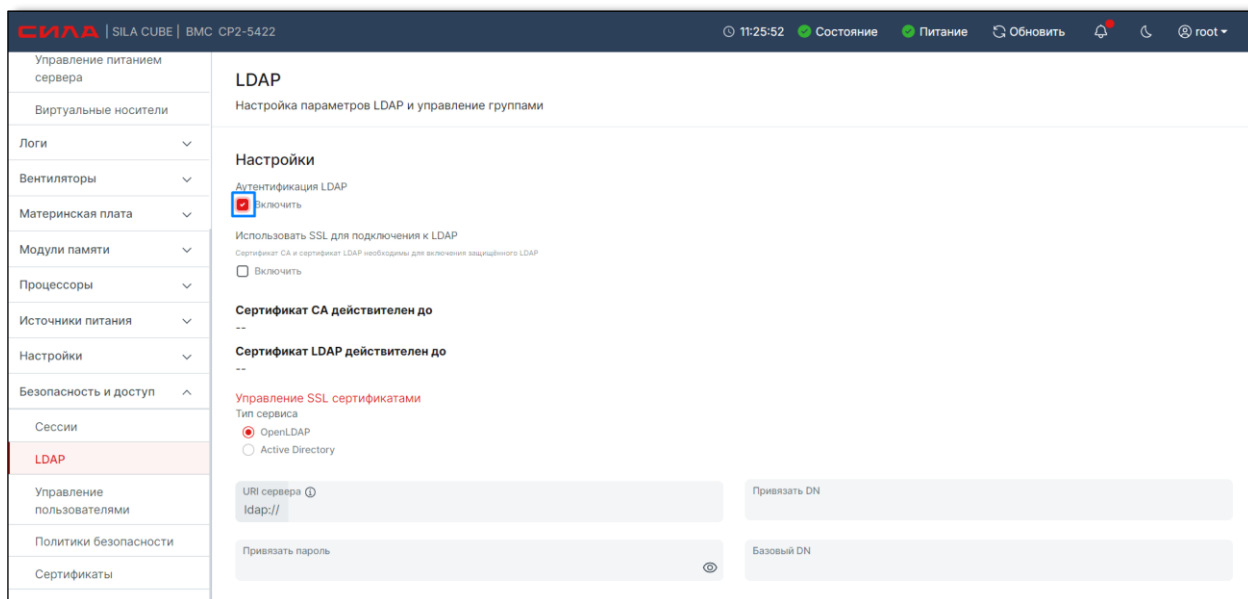 СИЛА | SILA CUBE | BMC CP2-5422
11:25:52 Состояние Питание Обновить root
Управление питанием
сервера
Виртуальные носители
Логи
Вентиляторы
Материнская плата
Модули памяти
Процессоры
Источники питания
Настройки
Безопасность и доступ
Сессии
LDAP
Управление
пользователями
Политики безопасности
Сертификаты
LDAP
Настройка параметров LDAP и управление группами
Настройки
Аутентификация LDAP
Включить
Использовать SSL для подключения к LDAP
Сертификат CA и сертификат LDAP необходимы для включения защищённого LDAP
Включить
Сертификат CA действителен до
--
Сертификат LDAP действителен до
--
Управление SSL сертификатами
Тип сервиса
OpenLDAP
Active Directory
URI сервера
ldap://
Привязать DN
Привязать пароль
Базовый DN